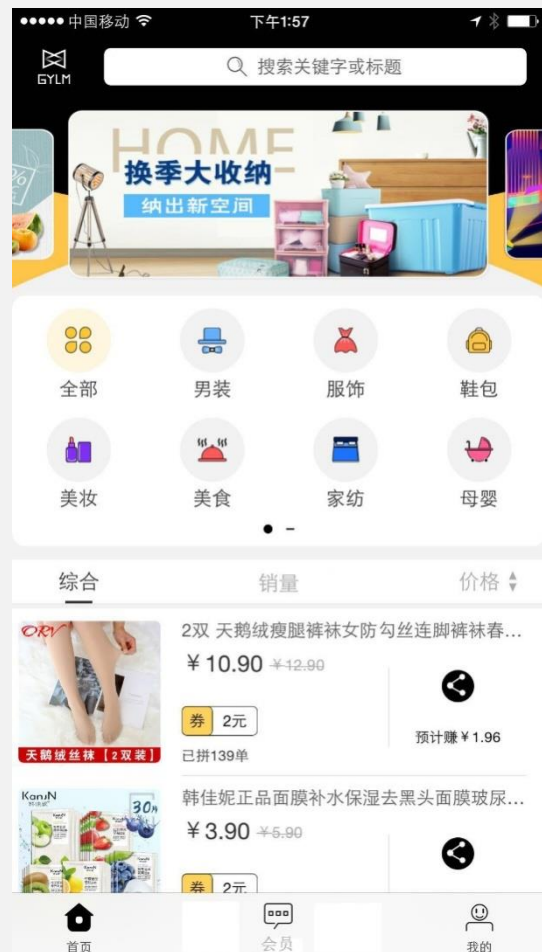 中国移动 下午1:57
GYLM
搜索关键字或标题
HOME
换季大收纳
纳出新空间
全部 男装 服饰 鞋包
美妆 美食 家纺 母婴
综合 销量 价格
2双 天鹅绒瘦腿裤袜女防勾丝连脚裤袜春...
ORV
¥10.90 ¥12.90
券 2元
预计赚¥1.96
已拼139单
天鹅绒丝袜【2双装】
韩佳妮正品面膜补水保湿去黑头面膜玻尿...
KanJN
30片
¥3.90 ¥5.90
券 2元
首页 会员 我的